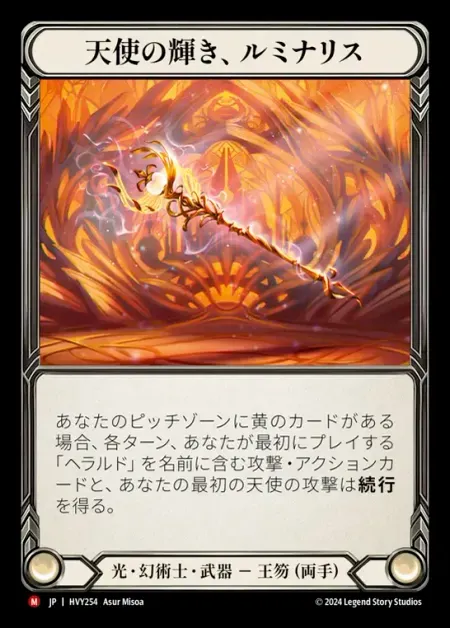 天使の輝き、ルミナリス
あなたのピッチゾーンに黄のカードがある
場合、各ターン、あなたが最初にプレイする
「ヘラルド」を名前に含む攻撃・アクションカ
ードと、あなたの最初の天使の攻撃は続行
を得る。
光・幻術士・武器 － 王笏 (両手)
M JP | HVY254 Asur Misoa
© 2024 Legend Story Studios